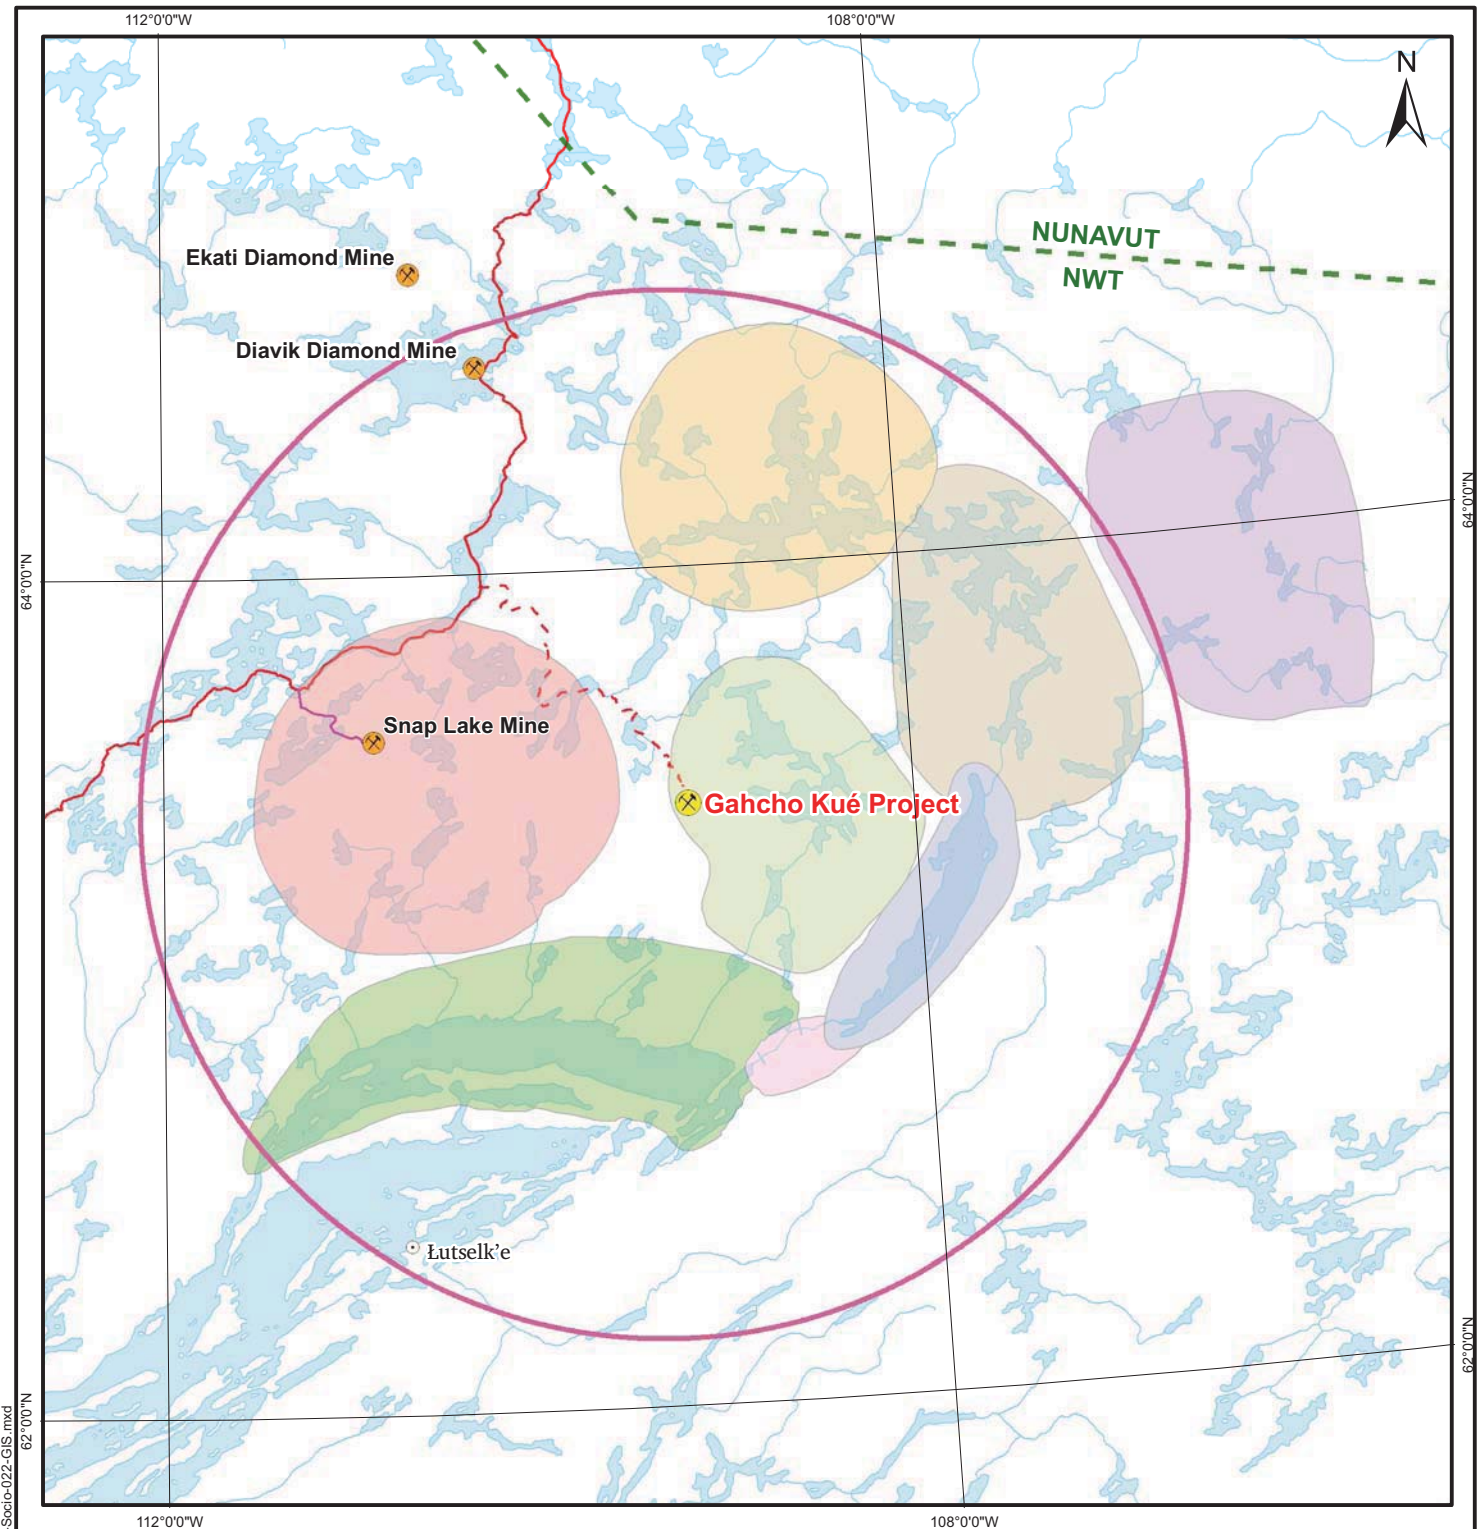 112°0'0"W
108°0'0"W
N
NUNAVUT
NWT
Ekati Diamond Mine
Diavik Diamond Mine
64°0'0"N
64°0'0"N
Snap Lake Mine
Gahcho Kué Project
Łutselk'e
62°0'0"N
62°0'0"N
-Socio-022-GIS.mxd
112°0'0"W
108°0'0"W